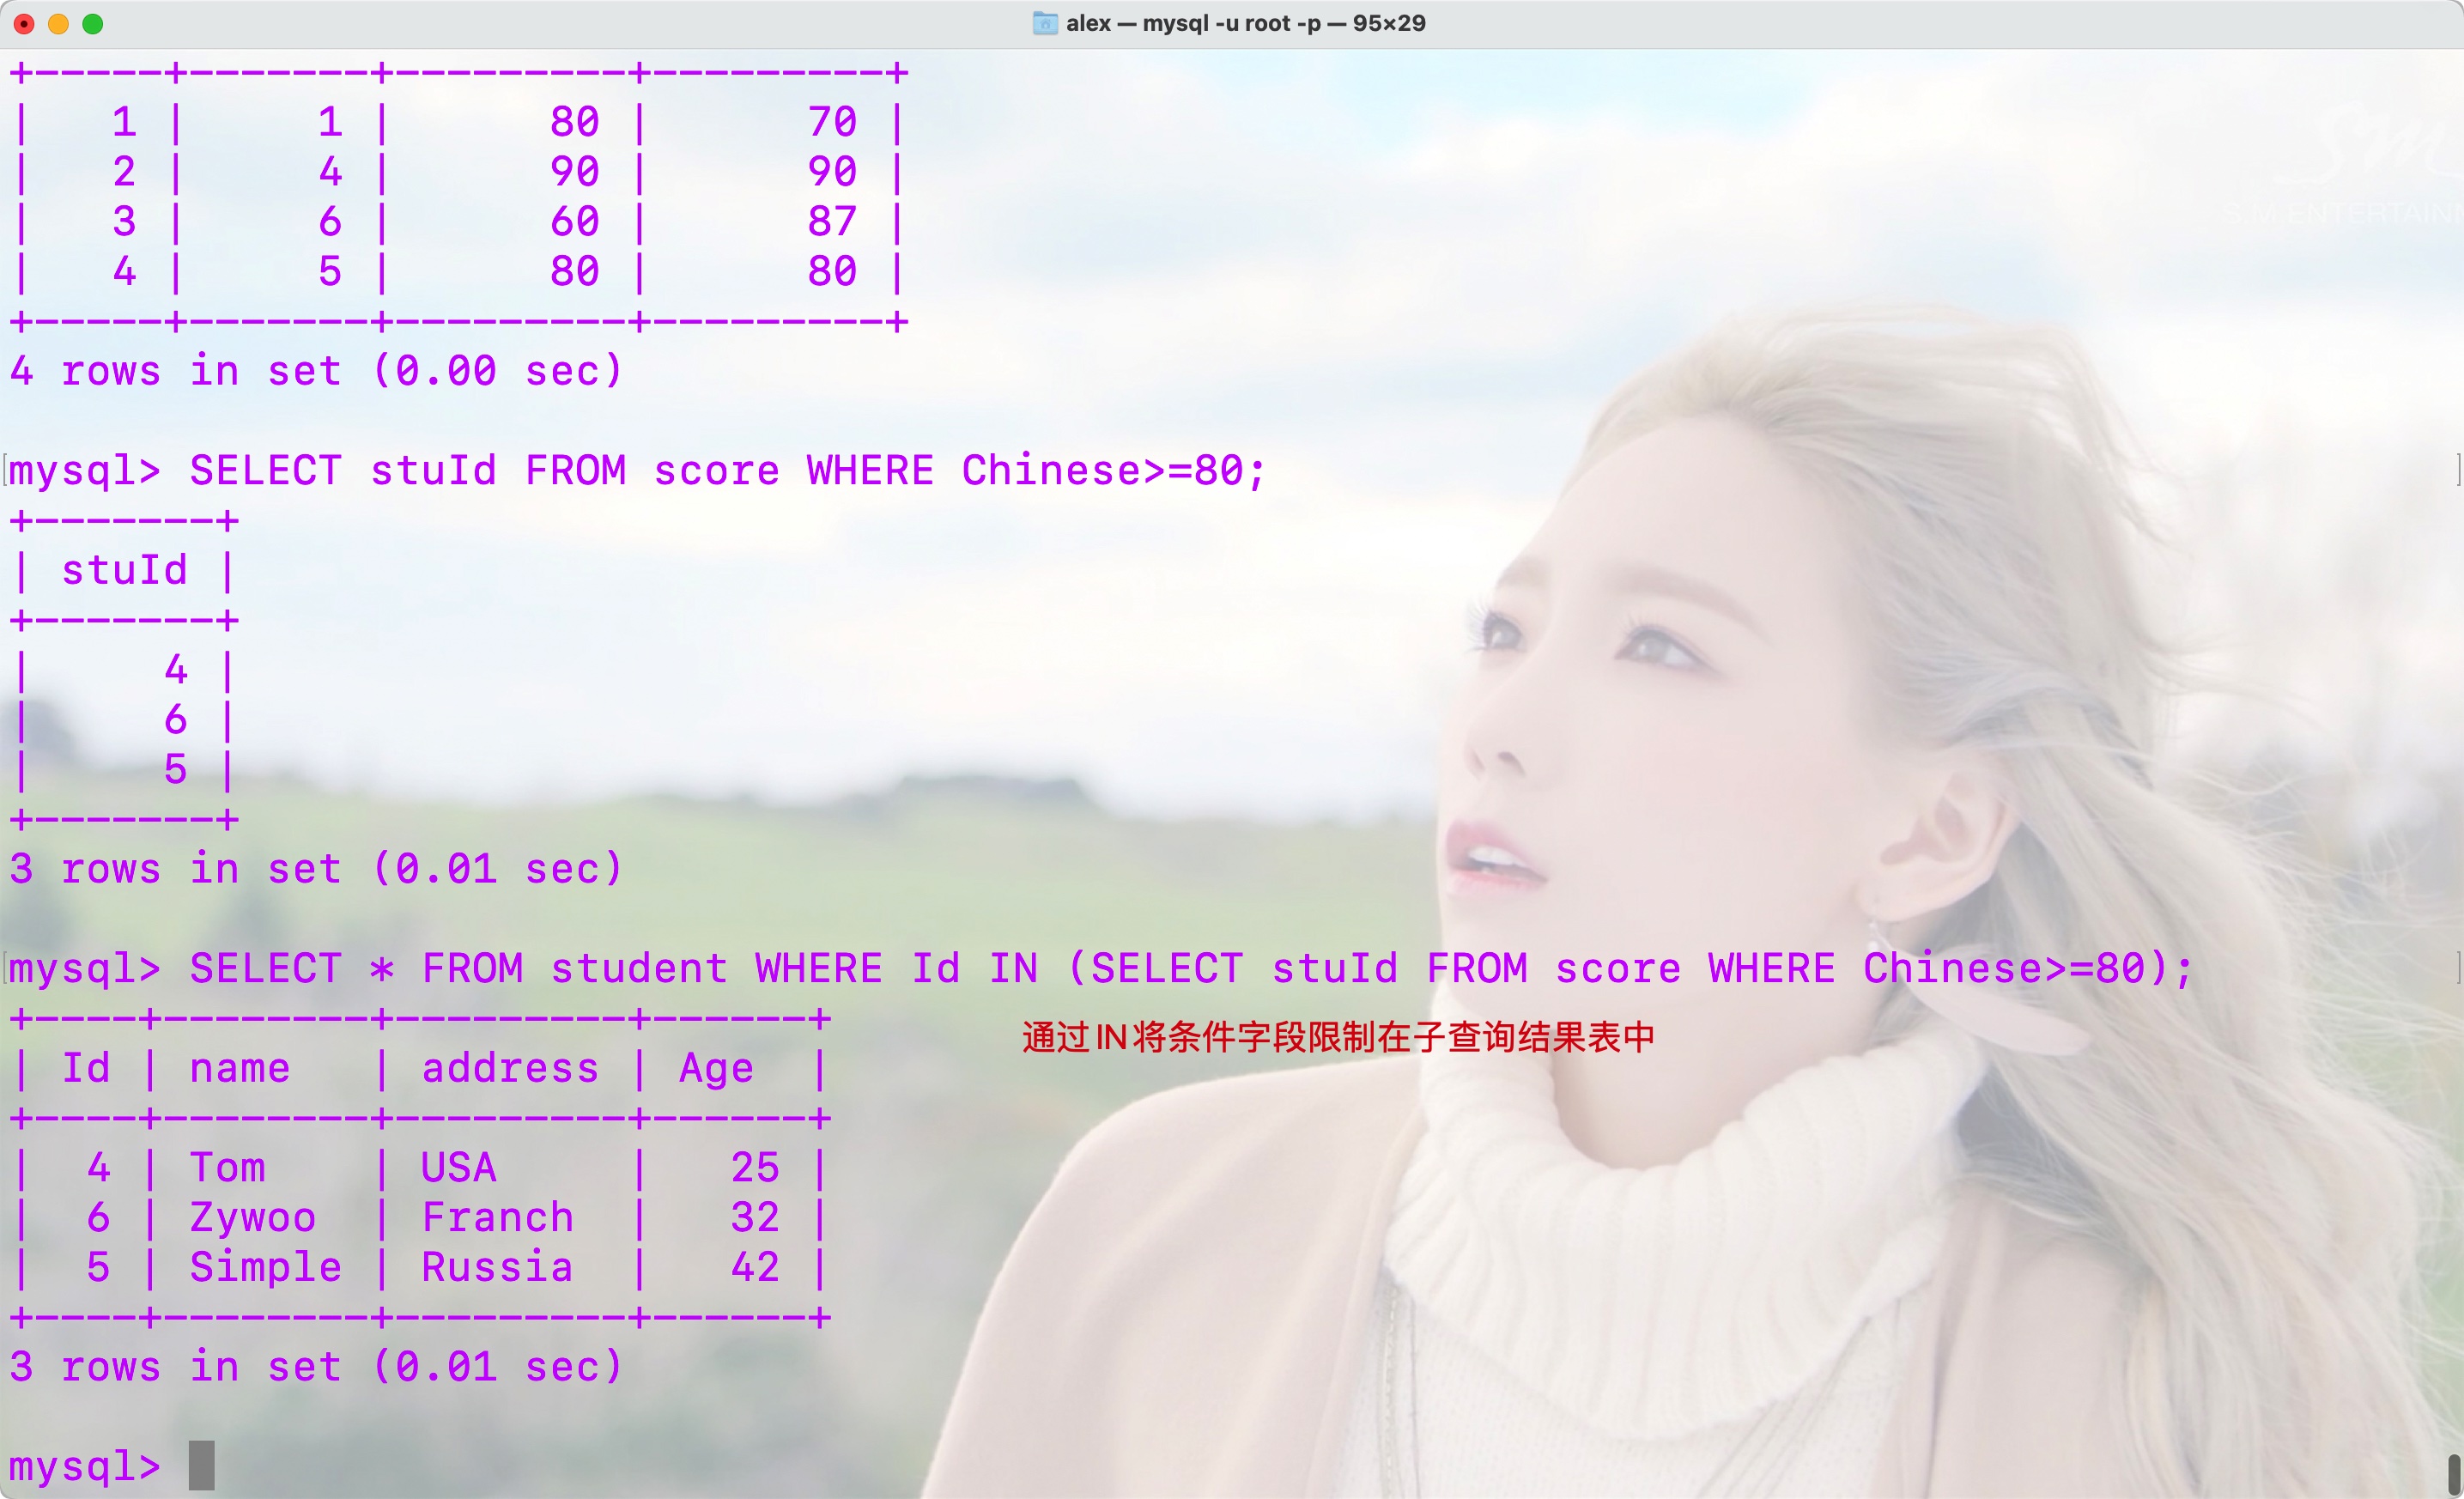 alex — mysql -u root -p — 95×29
+------+--------+----------+----------+
|    1 |      1 |       80 |       70 |
|    2 |      4 |       90 |       90 |
|    3 |      6 |       60 |       87 |
|    4 |      5 |       80 |       80 |
+------+--------+----------+----------+
4 rows in set (0.00 sec)
mysql> SELECT stuId FROM score WHERE Chinese>=80;
+--------+
| stuId |
+--------+
|      4 |
|      6 |
|      5 |
+--------+
3 rows in set (0.01 sec)
mysql> SELECT * FROM student WHERE Id IN (SELECT stuId FROM score WHERE Chinese>=80);
+-----+---------+----------+-------+
通过IN将条件字段限制在子查询结果表中
| Id | name    | address | Age   |
+-----+---------+----------+-------+
|   4 | Tom     | USA      |    25 |
|   6 | Zywoo   | Franch   |    32 |
|   5 | Simple  | Russia   |    42 |
+-----+---------+----------+-------+
3 rows in set (0.01 sec)
mysql>